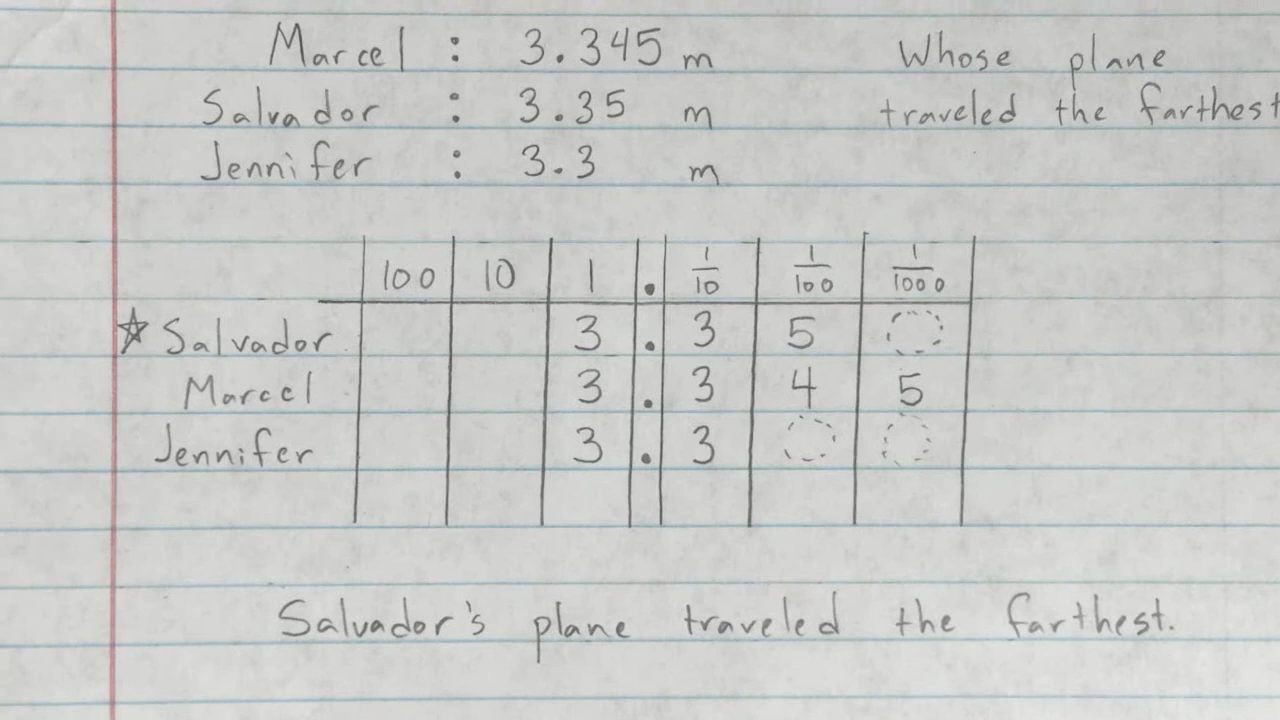 Marcel : 3.345 m Whose plane
Salvador : 3.35 m traveled the farthest
Jennifer : 3.3 m
100 10 1 . 1/10 1/100 1/1000
☆ Salvador 3 . 3 5
Marcel 3 . 3 4 5
Jennifer 3 . 3
Salvador's plane traveled the farthest.